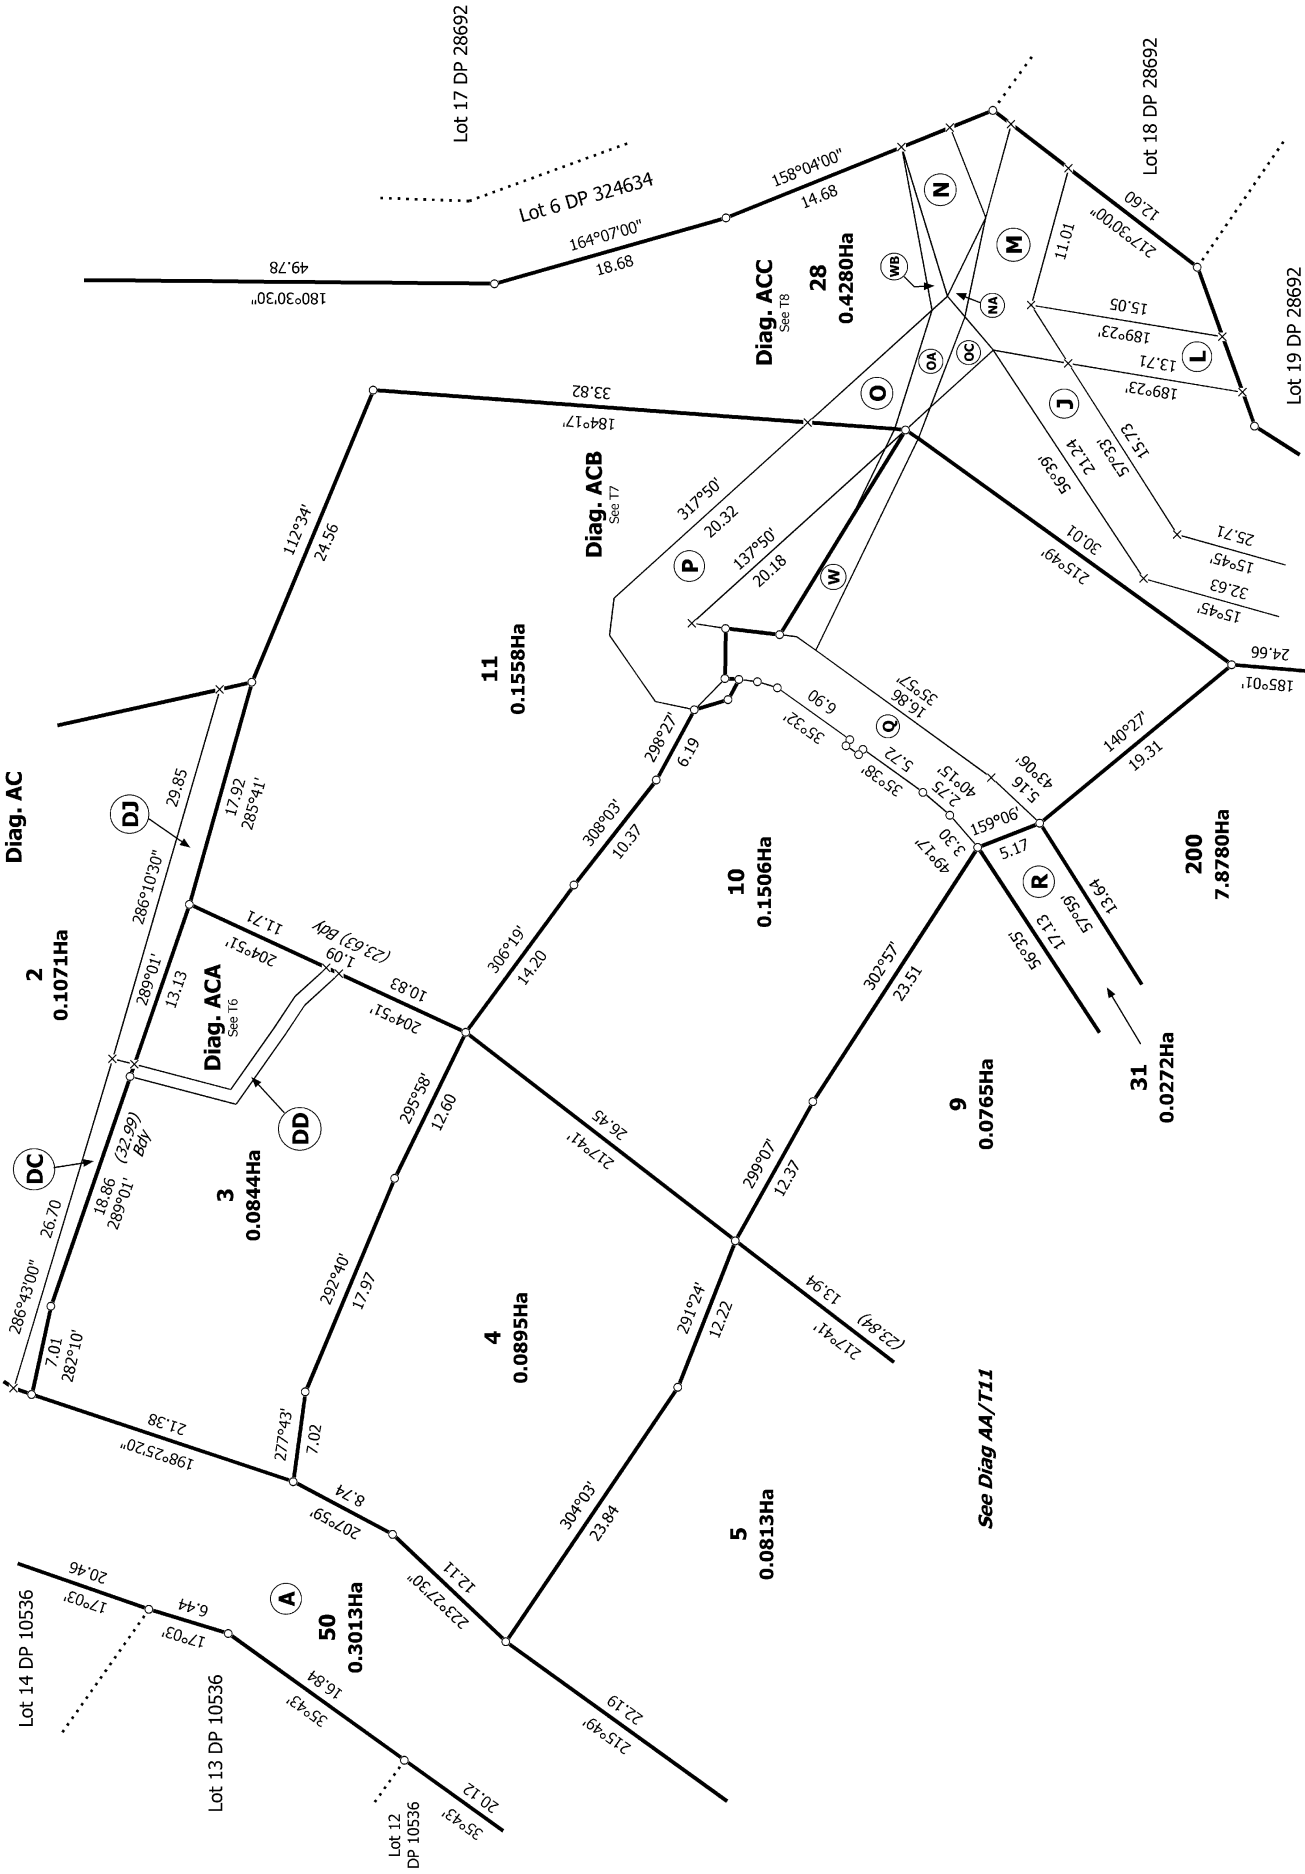 Diag. AC
2
0.1071Ha
DJ
DC
DD
Diag. ACA
See T6
3
0.0844Ha
286°43'00"
26.70
286°10'30"
29.85
7.01
282°10'
18.86
289°01'
(32.99)
Bdy
289°01'
13.13
17.92
285°41'
204°51'
11.71
1.09
(23.63) Bdy
204°51'
10.83
198°25'20"
21.38
277°43'
7.02
292°40'
17.97
295°58'
12.60
207°59'
8.74
223°27'30"
12.11
4
0.0895Ha
304°03'
23.84
291°24'
12.22
217°41'
26.45
217°41'
13.94
(23.84)
5
0.0813Ha
215°49'
22.19
A
50
0.3013Ha
Lot 14 DP 10536
17°03'
20.46
17°03'
6.44
Lot 13 DP 10536
35°43'
16.84
Lot 12
DP 10536
35°43'
20.12
See Diag AA/T11
9
0.0765Ha
299°07'
12.37
302°57'
23.51
56°35'
17.13
57°59'
13.64
R
31
0.0272Ha
200
7.8780Ha
159°06'
5.17
140°27'
19.31
10
0.1506Ha
306°19'
14.20
308°03'
10.37
298°27'
6.19
49°17'
3.30
40°15'
2.75
35°38'
5.72
35°32'
6.90
Q
35°57'
16.86
43°06'
5.16
11
0.1558Ha
112°34'
24.56
184°17'
33.82
Diag. ACB
See T7
P
317°50'
20.32
137°50'
20.18
W
215°49'
30.01
185°01'
24.66
15°45'
32.63
15°45'
25.71
56°39'
21.24
57°33'
15.73
J
189°23'
13.71
189°23'
15.05
L
11.01
M
N
NA
WB
O
OA
OC
Diag. ACC
See T8
28
0.4280Ha
180°30'30"
49.78
164°07'00"
18.68
158°04'00"
14.68
217°30'00"
12.60
Lot 6 DP 324634
Lot 17 DP 28692
Lot 18 DP 28692
Lot 19 DP 28692